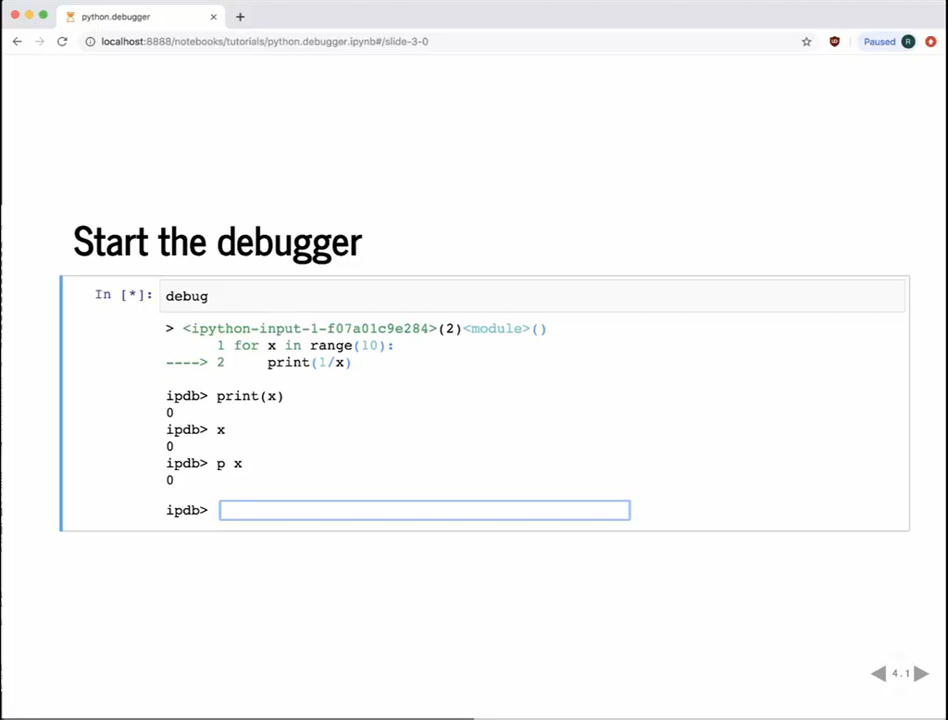 python.debugger
localhost:8888/notebooks/tutorials/python.debugger.ipynb#/slide-3-0
Paused R
Start the debugger
In [*]: debug
> <ipython-input-1-f07a01c9e284>(2)<module>()
1 for x in range(10):
----> 2 print(1/x)
ipdb> print(x)
0
ipdb> x
0
ipdb> p x
0
ipdb>
4.1